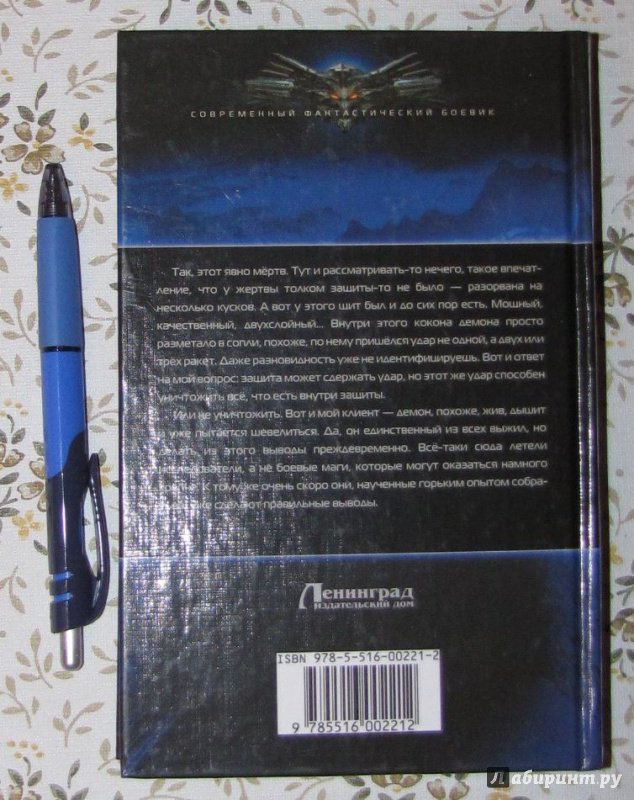 СОВРЕМЕННЫЙ ФАНТАСТИЧЕСКИЙ БОЕВИК
Так, этот явно мёртв. Тут и рассматривать-то нечего, такое впечат-
ление, что у жертвы толком защиты-то не было — разорвана на
несколько кусков. А вот у этого щит был и до сих пор есть. Мощный,
качественный, двухслойный... Внутри этого кокона демона просто
разметало в сопли, похоже, по нему пришёлся удар не одной, а двух или
трёх ракет. Даже разновидность уже не идентифицируешь. Вот и ответ
на мой вопрос: защита может сдержать удар, но этот же удар способен
уничтожить всё, что есть внутри защиты.
Или не уничтожить. Вот и мой клиент — демон, похоже, жив, дышит
уже пытается шевелиться. Да, он единственный из всех выжил, но
делать из этого выводы преждевременно. Всё-таки сюда летели
а не боевые маги, которые могут оказаться намного
К тому же очень скоро они, наученные горьким опытом
сделают правильные выводы.
Ленинград
издательский дом
ISBN 978-5-516-00221-2
9 785516 002212
Лабиринт.ру